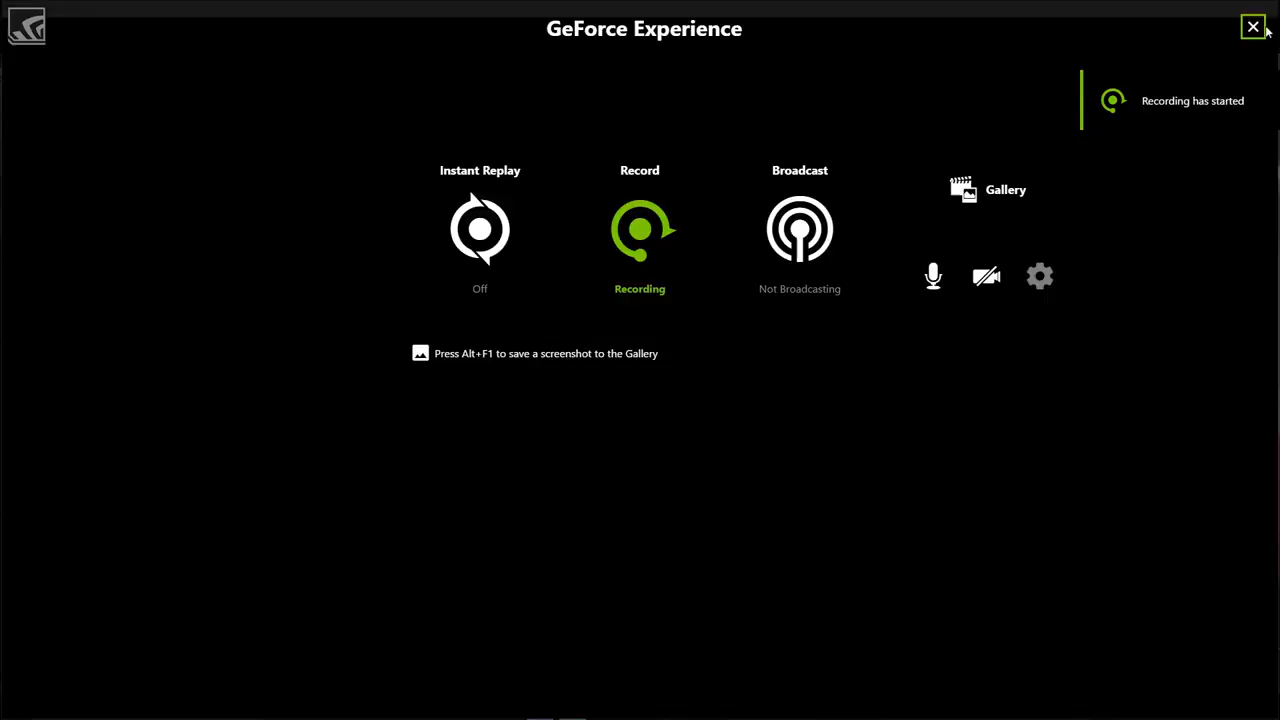 GeForce Experience
Recording has started
Instant Replay
Record
Broadcast
Gallery
Off
Recording
Not Broadcasting
Press Alt+F1 to save a screenshot to the Gallery